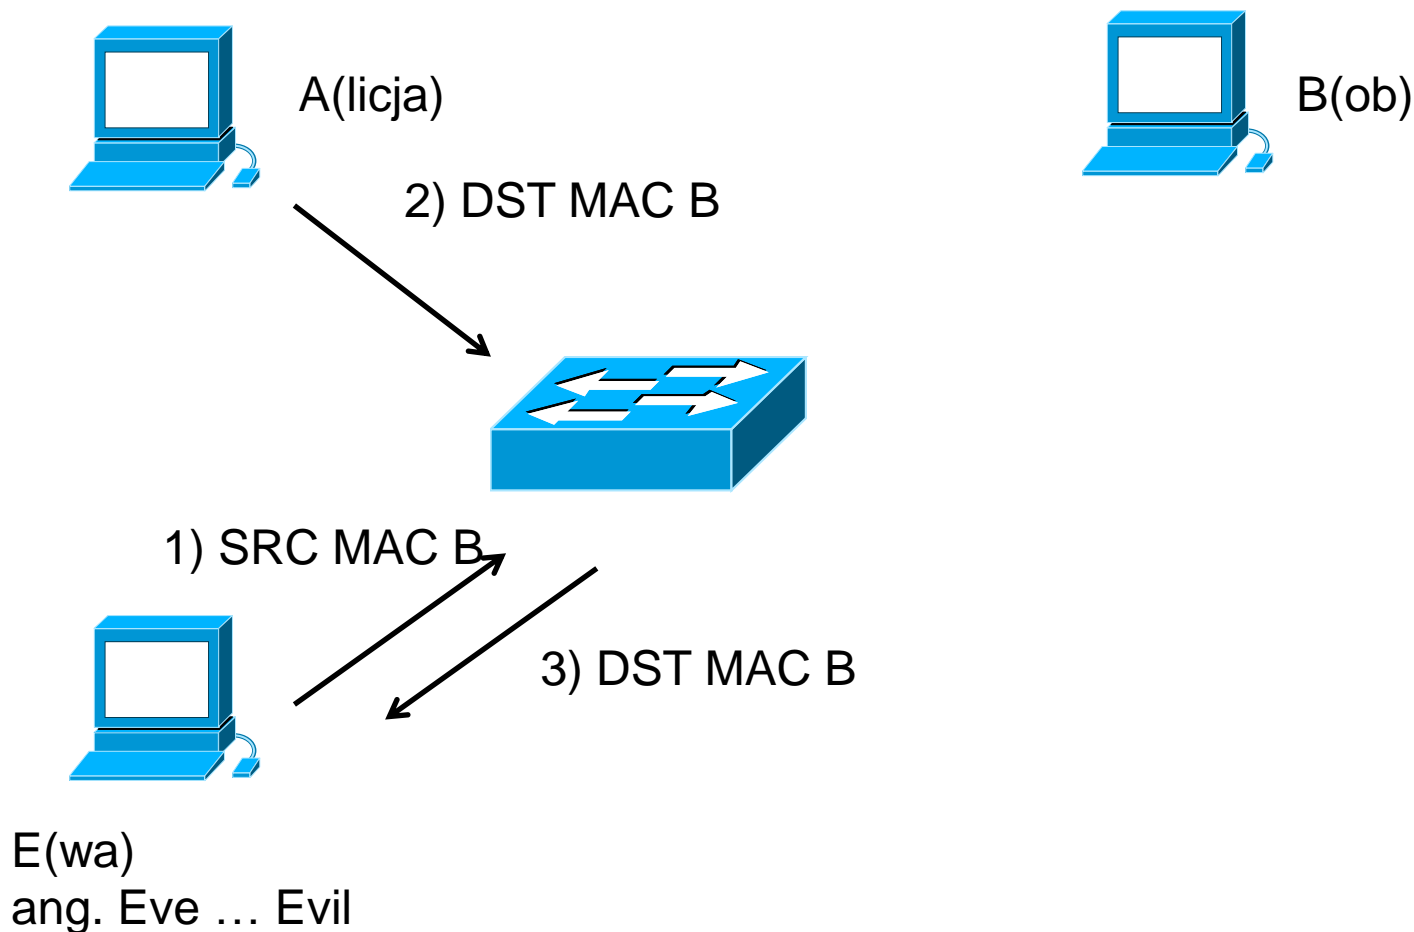 A(licja)
B(ob)
2) DST MAC B
1) SRC MAC B
3) DST MAC B
E(wa)
ang. Eve … Evil